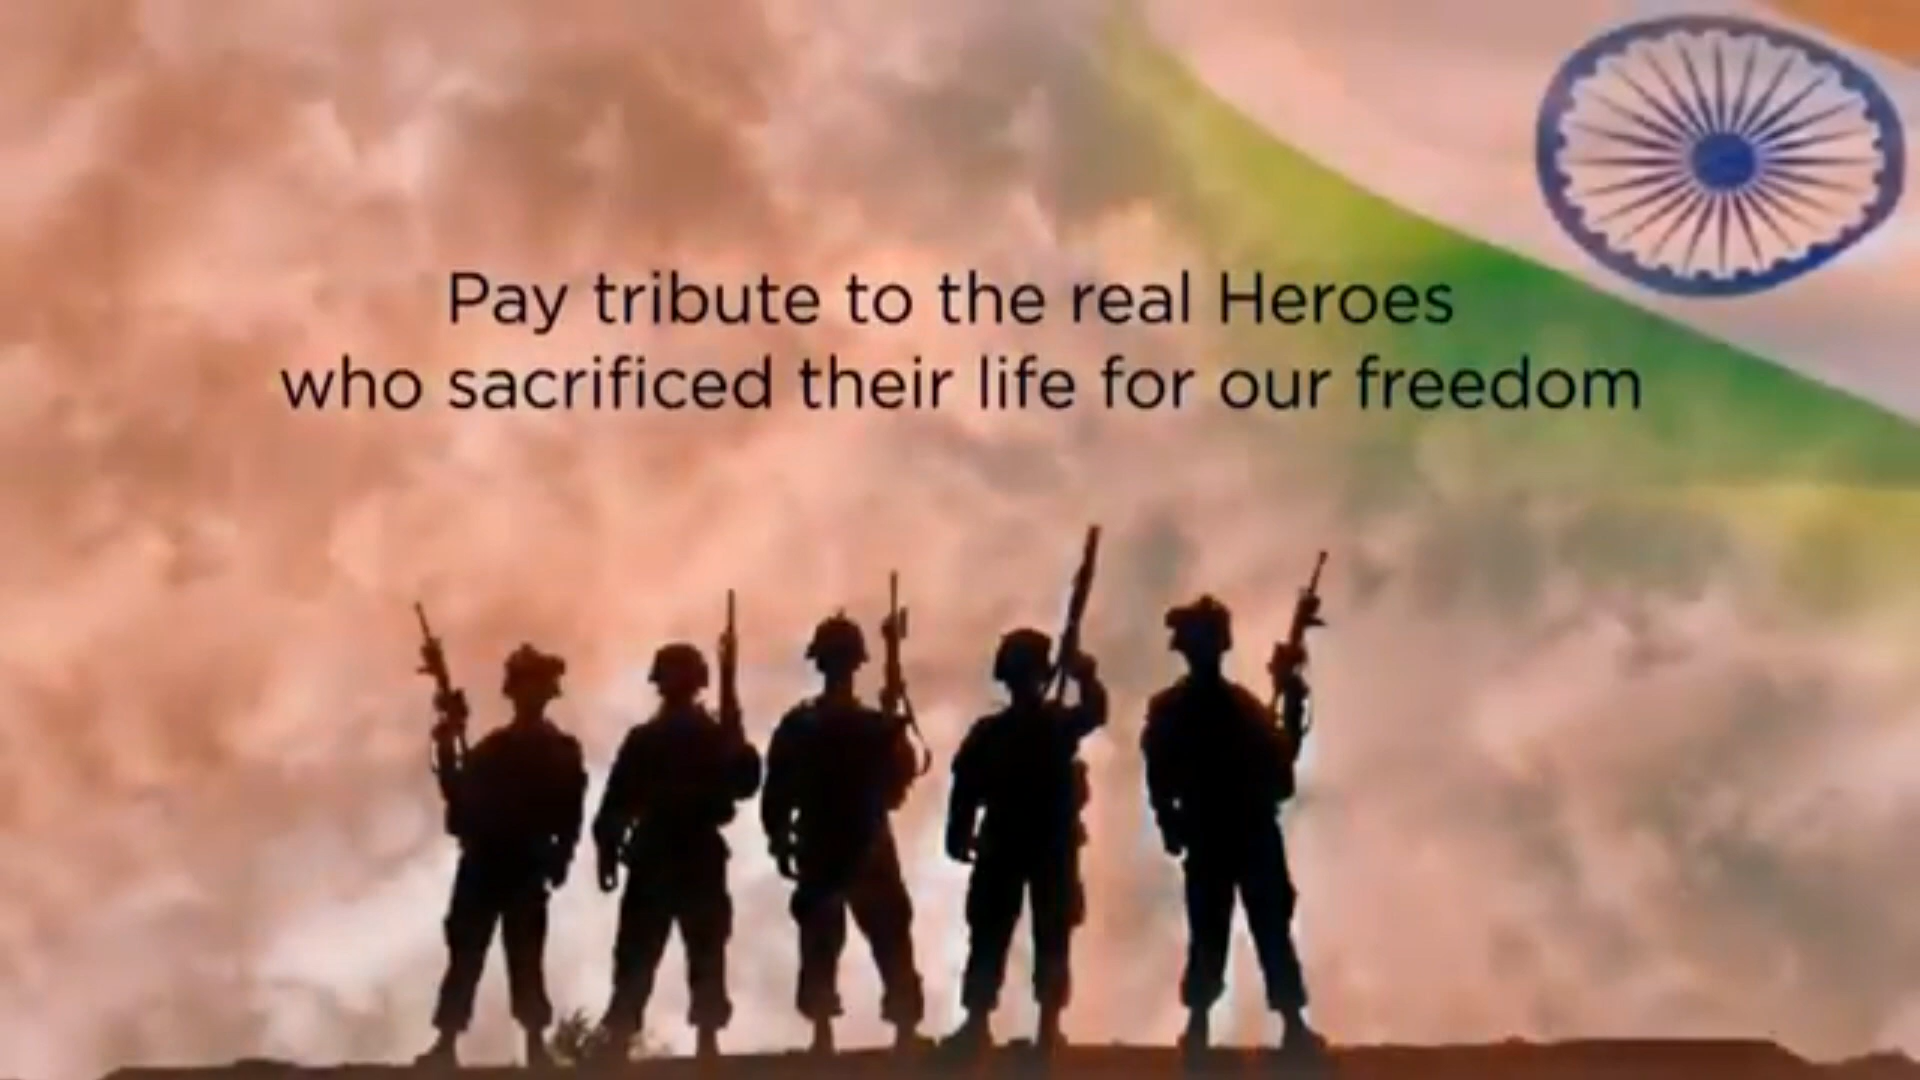 Pay tribute to the real Heroes
who sacrificed their life for our freedom